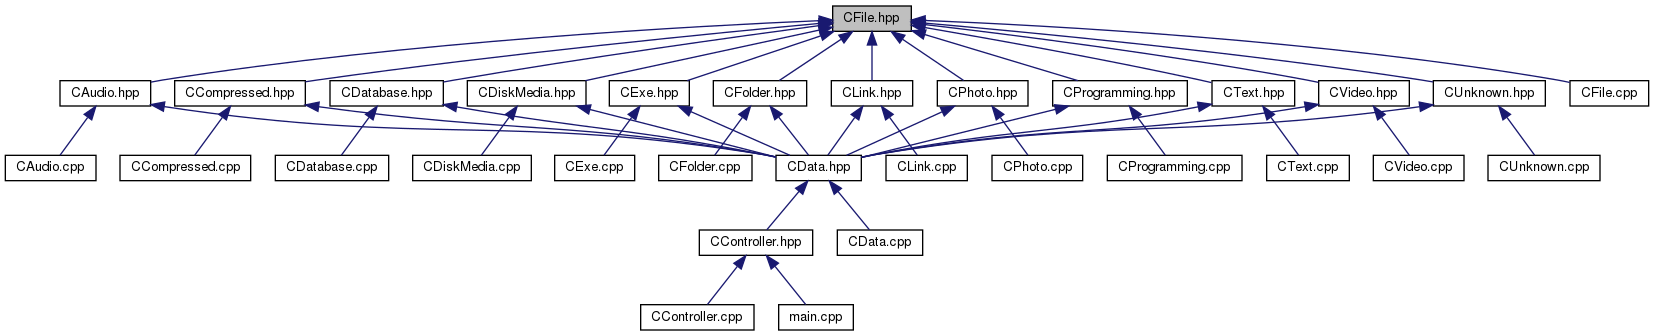 CFile.hpp
CAudio.hpp
CCompressed.hpp
CDatabase.hpp
CDiskMedia.hpp
CExe.hpp
CFolder.hpp
CLink.hpp
CPhoto.hpp
CProgramming.hpp
CText.hpp
CVideo.hpp
CUnknown.hpp
CFile.cpp
CAudio.cpp
CCompressed.cpp
CDatabase.cpp
CDiskMedia.cpp
CExe.cpp
CFolder.cpp
CData.hpp
CLink.cpp
CPhoto.cpp
CProgramming.cpp
CText.cpp
CVideo.cpp
CUnknown.cpp
CController.hpp
CData.cpp
CController.cpp
main.cpp